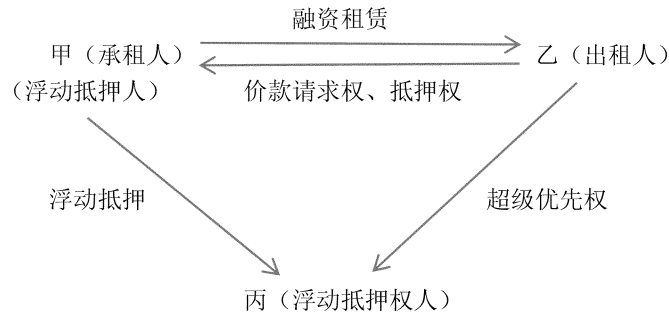 融资租赁
甲（承租人） 乙（出租人）
（浮动抵押人） 价款请求权、抵押权
浮动抵押 超级优先权
丙（浮动抵押权人）